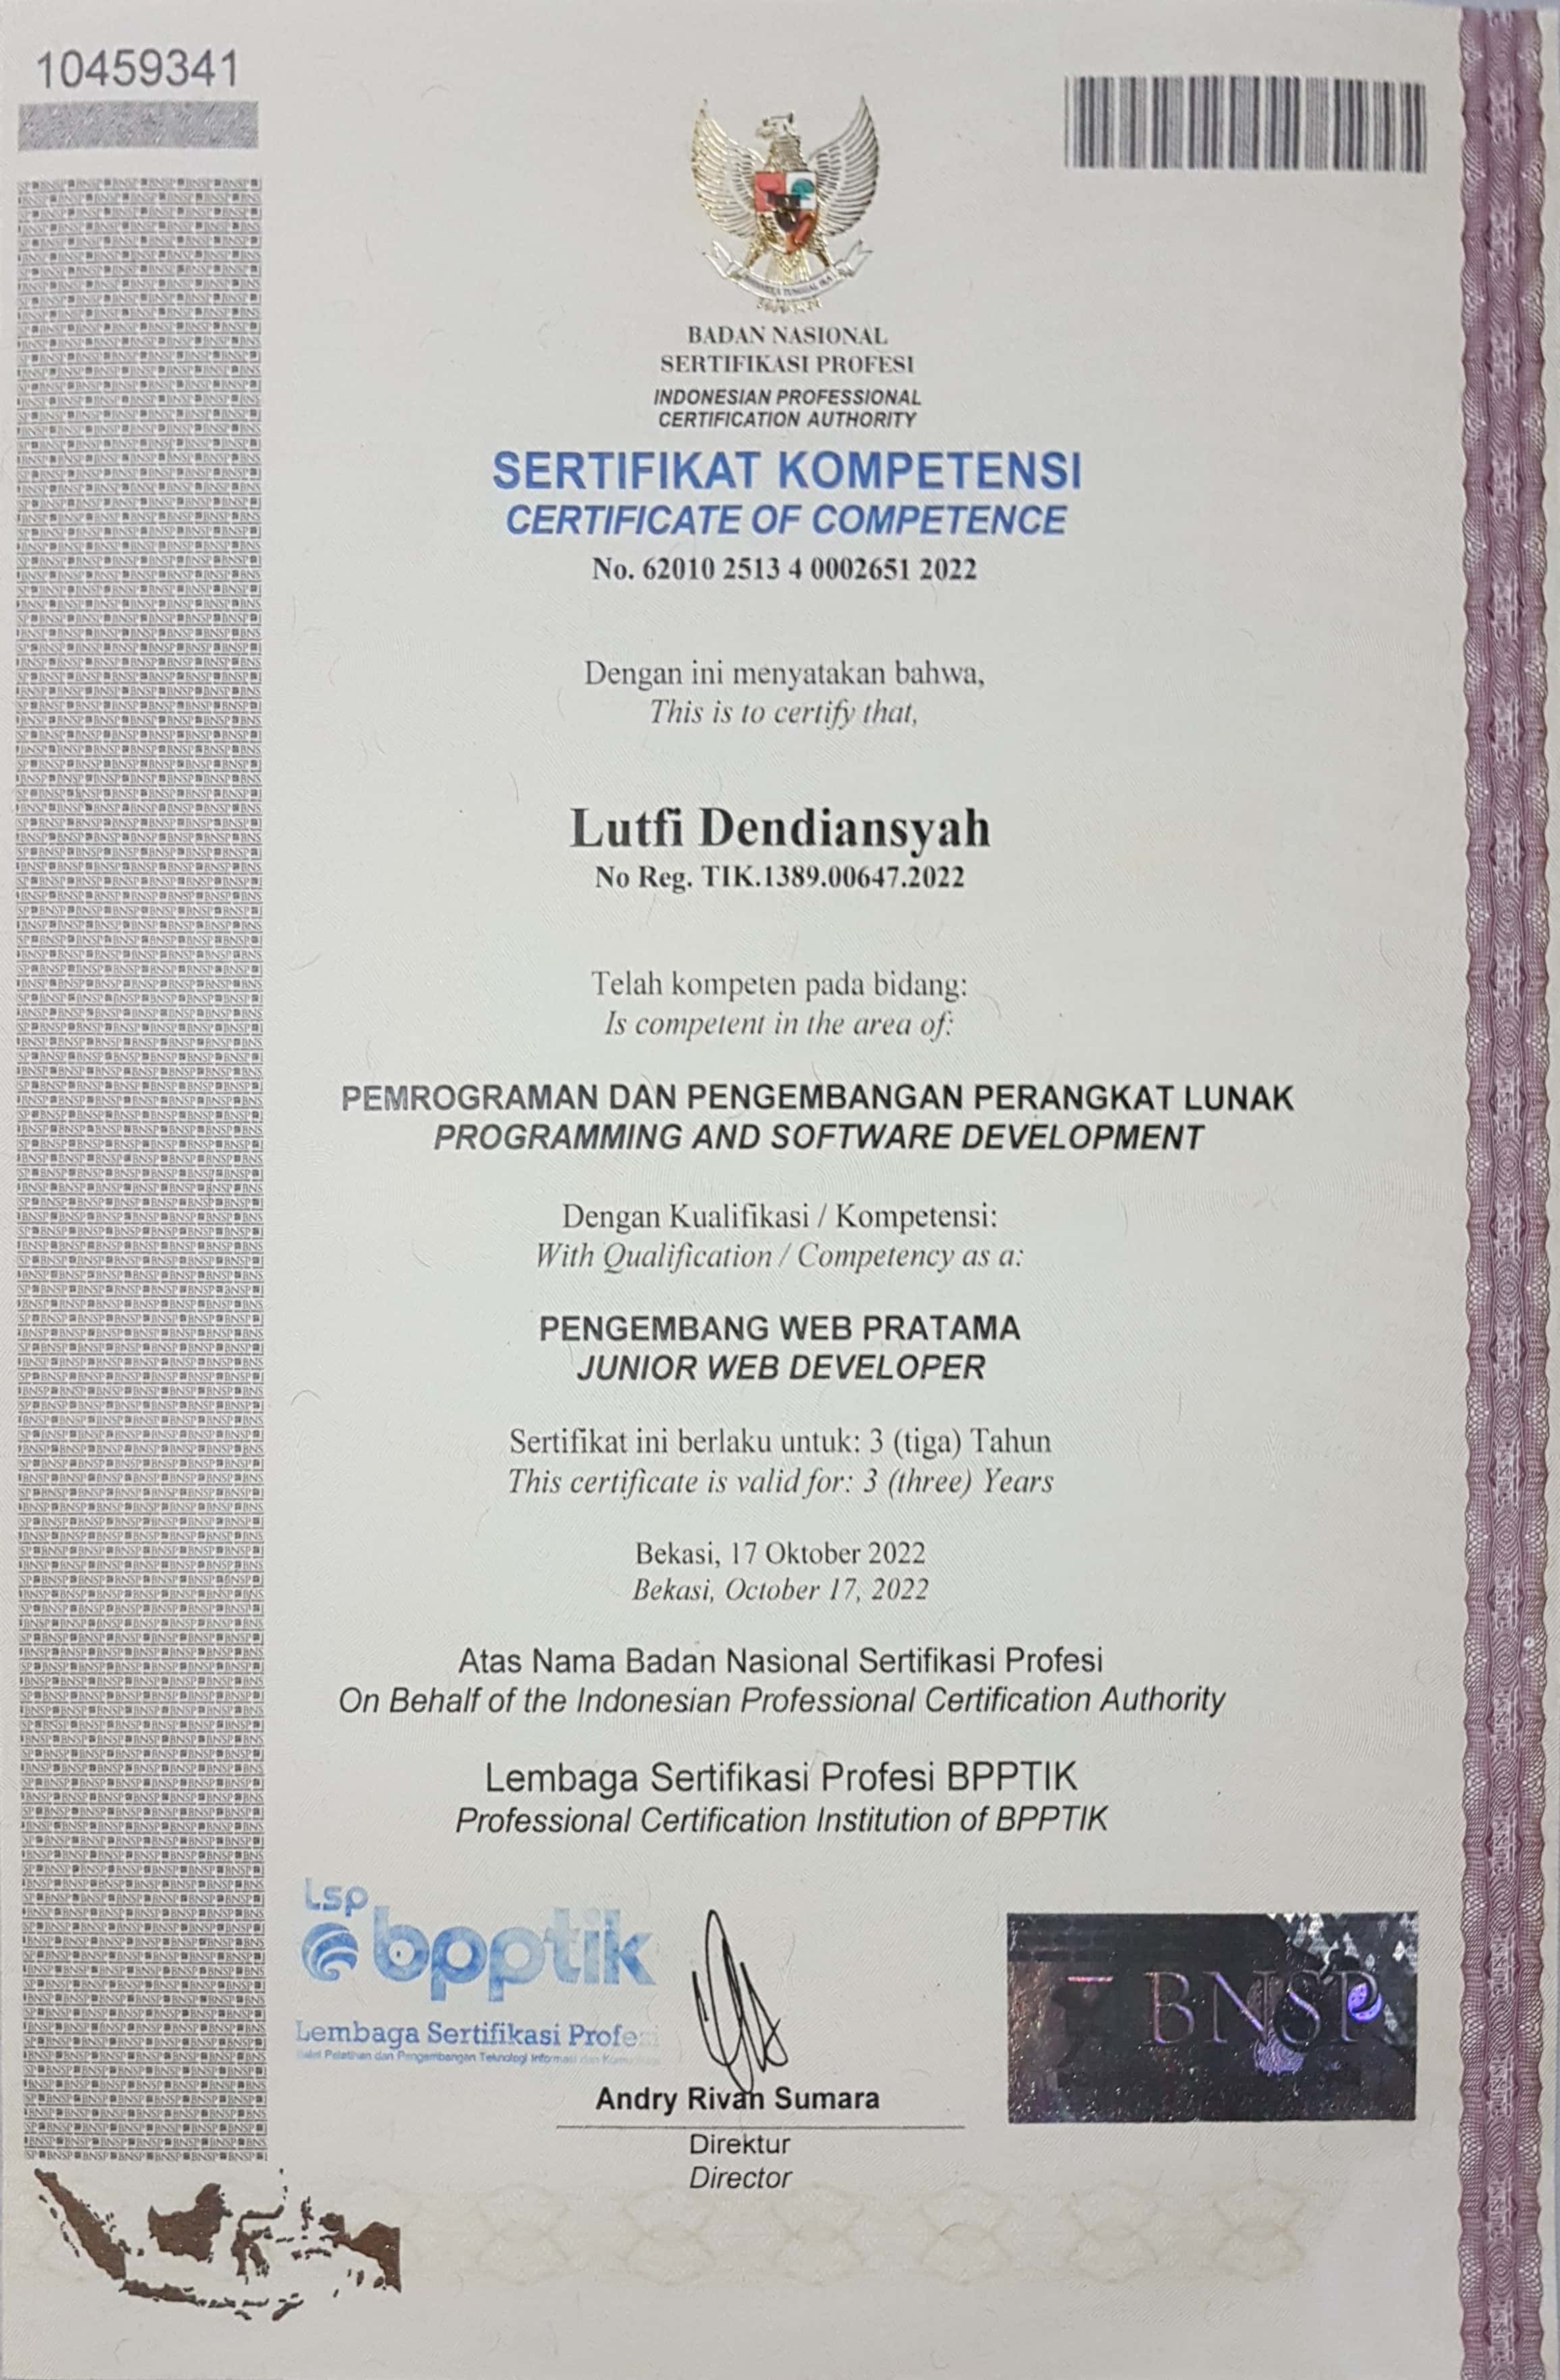 10459341
BADAN NASIONAL
SERTIFIKASI PROFESI
INDONESIAN PROFESSIONAL
CERTIFICATION AUTHORITY
SERTIFIKAT KOMPETENSI
CERTIFICATE OF COMPETENCE
No. 62010 2513 4 0002651 2022
Dengan ini menyatakan bahwa,
This is to certify that,
Lutfi Dendiansyah
No Reg. TIK.1389.00647.2022
Telah kompeten pada bidang:
Is competent in the area of:
PEMROGRAMAN DAN PENGEMBANGAN PERANGKAT LUNAK
PROGRAMMING AND SOFTWARE DEVELOPMENT
Dengan Kualifikasi / Kompetensi:
With Qualification / Competency as a:
PENGEMBANG WEB PRATAMA
JUNIOR WEB DEVELOPER
Sertifikat ini berlaku untuk: 3 (tiga) Tahun
This certificate is valid for: 3 (three) Years
Bekasi, 17 Oktober 2022
Bekasi, October 17, 2022
Atas Nama Badan Nasional Sertifikasi Profesi
On Behalf of the Indonesian Professional Certification Authority
Lembaga Sertifikasi Profesi BPPTIK
Professional Certification Institution of BPPTIK
Lsp
bpptik
Lembaga Sertifikasi Profesi
Balai Pelatihan dan Pengembangan Teknologi Informasi dan
BNSP
Andry Rivan Sumara
Direktur
Director